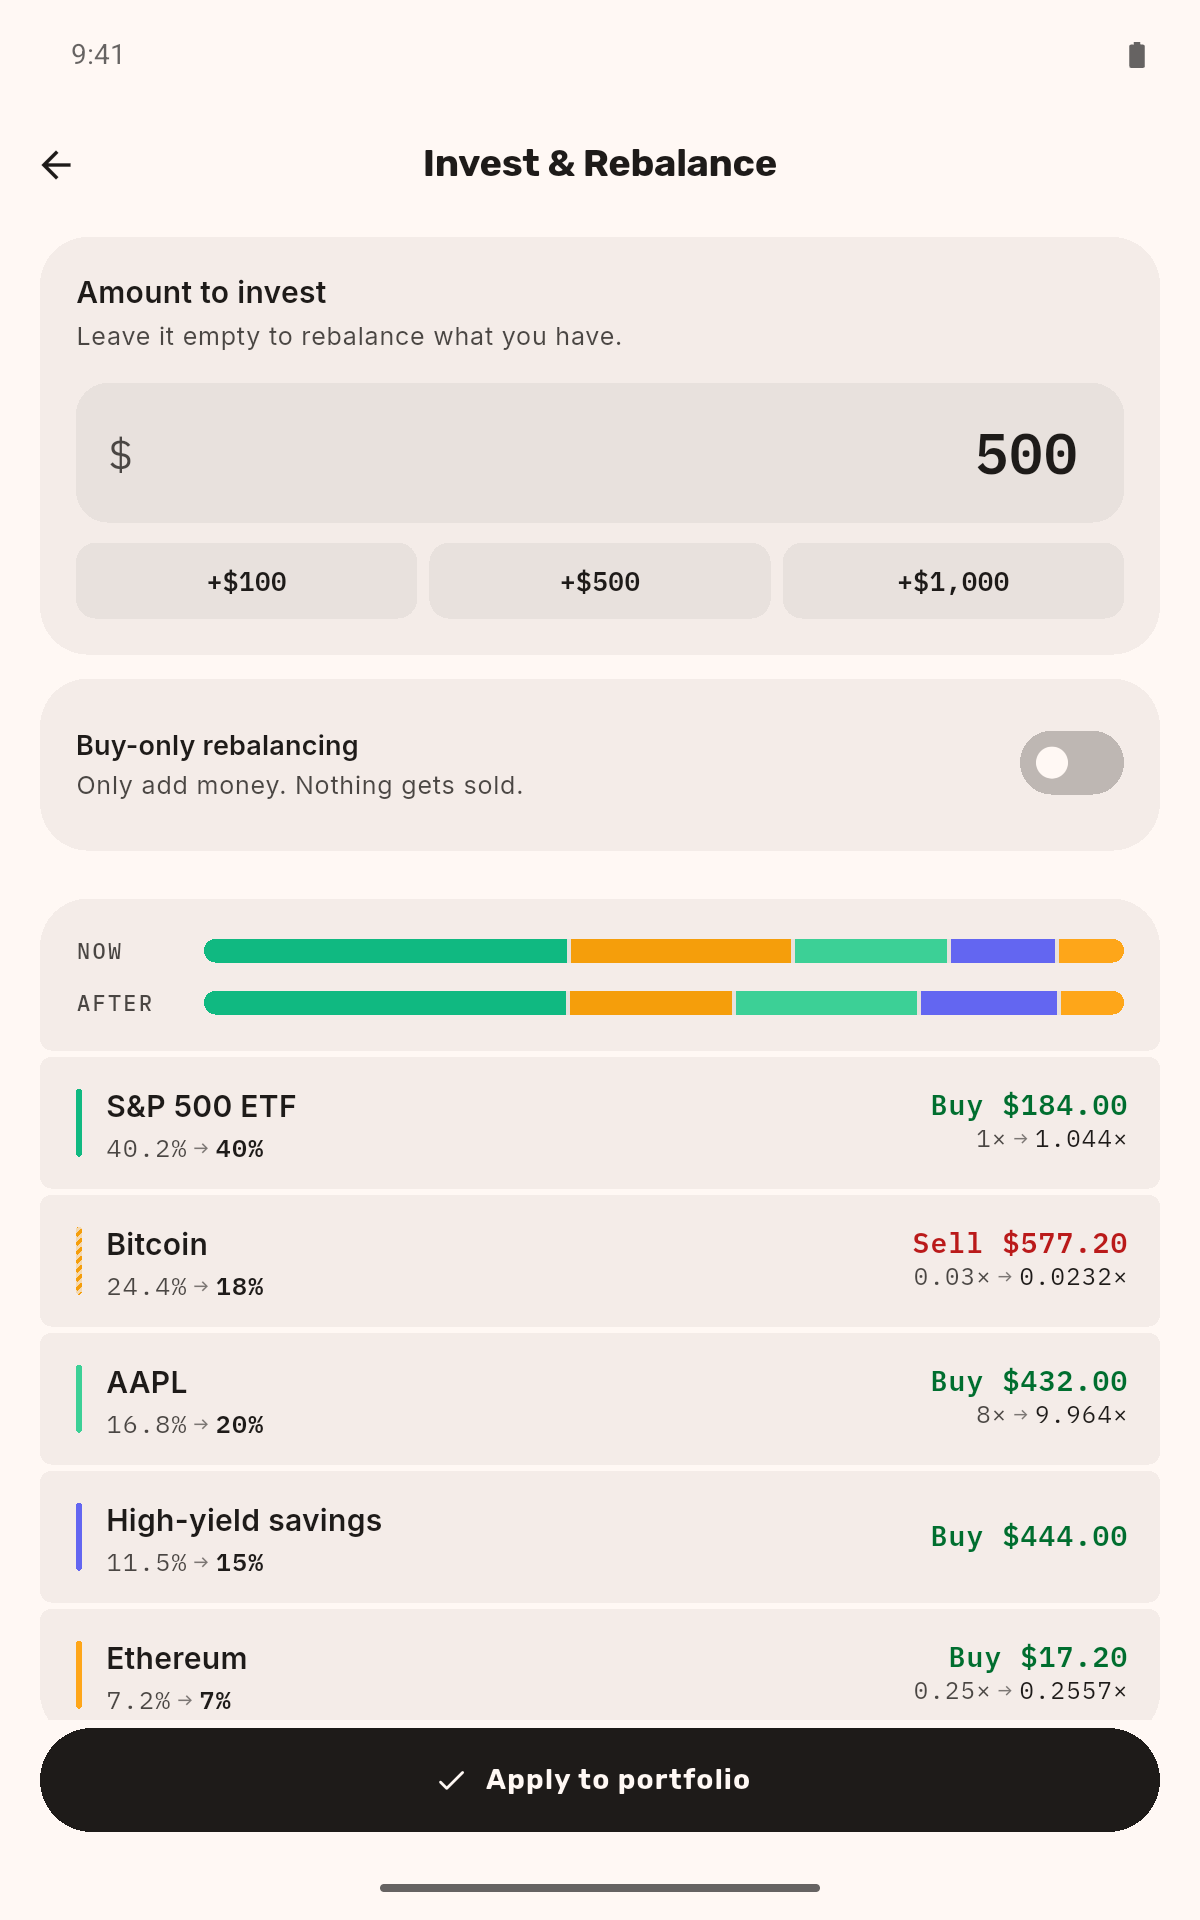 9:41
Invest & Rebalance
Amount to invest
Leave it empty to rebalance what you have.
$ 500
+$100 +$500 +$1,000
Buy-only rebalancing
Only add money. Nothing gets sold.
NOW
AFTER
S&P 500 ETF Buy $184.00
40.2% → 40% 1× → 1.044×
Bitcoin Sell $577.20
24.4% → 18% 0.03× → 0.0232×
AAPL Buy $432.00
16.8% → 20% 8× → 9.964×
High-yield savings Buy $444.00
11.5% → 15%
Ethereum Buy $17.20
7.2% → 7% 0.25× → 0.2557×
Apply to portfolio